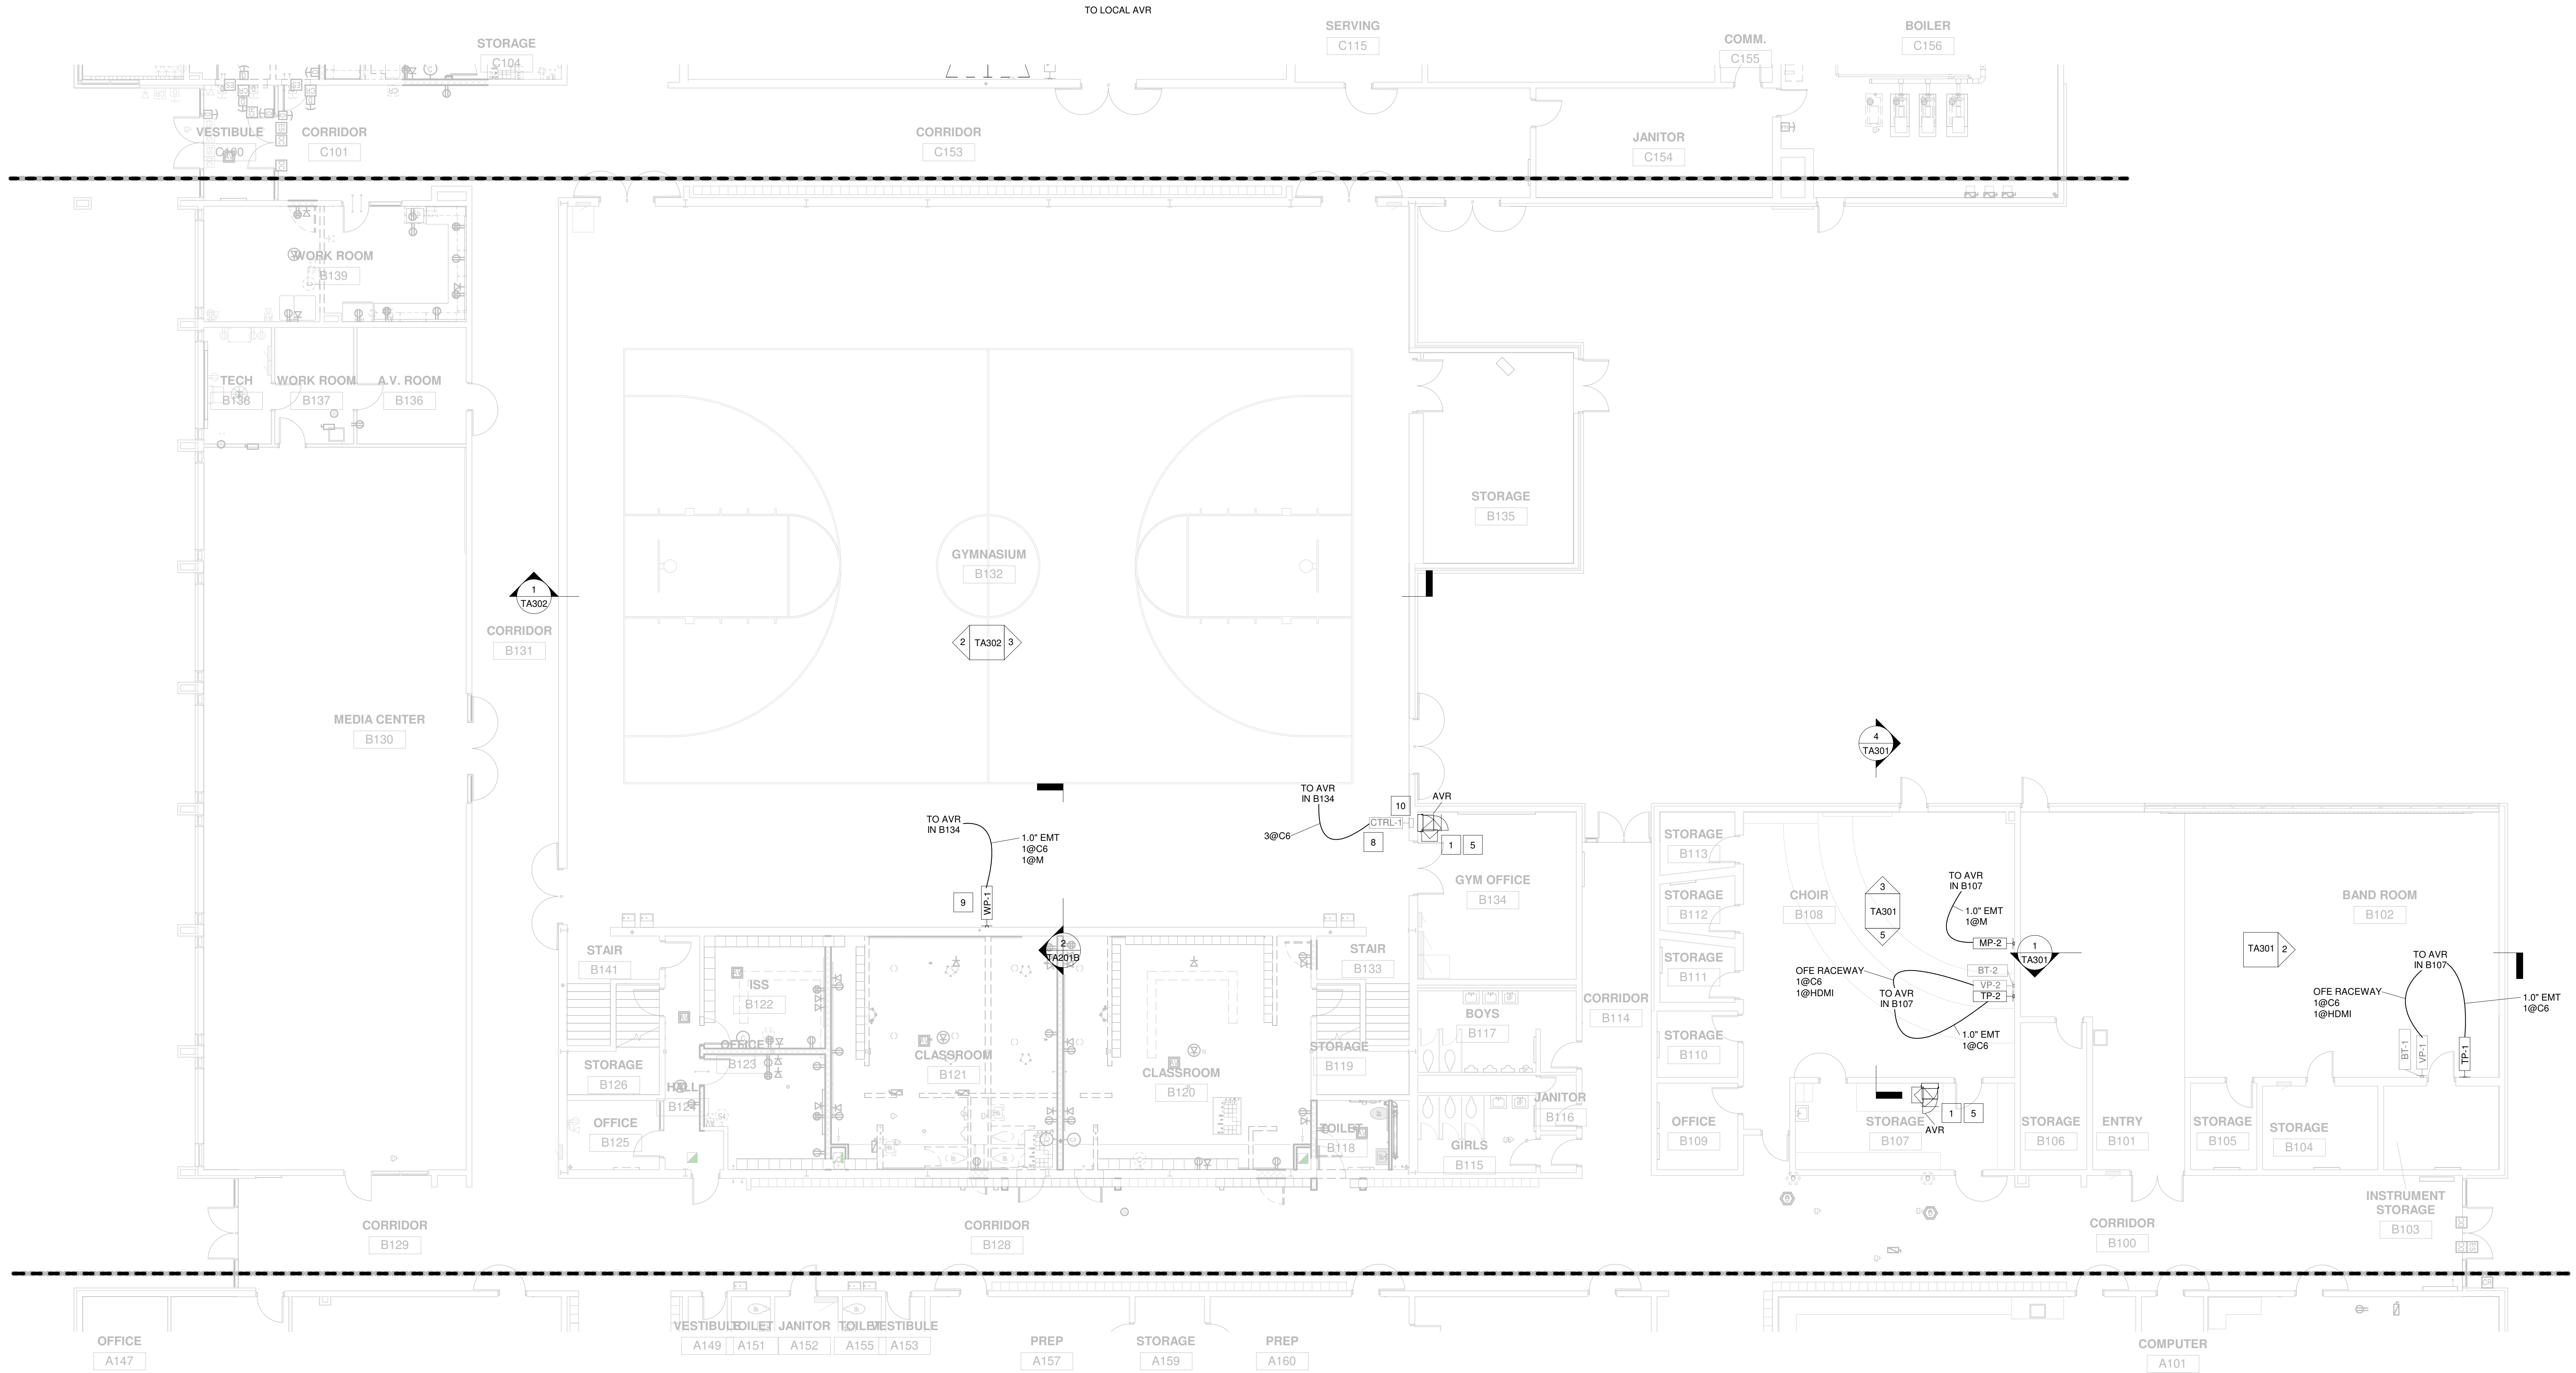 TO LOCAL AVR
STORAGE
C104
SERVING
C115
COMM.
C155
BOILER
C156
VESTIBULE
C100
CORRIDOR
C101
CORRIDOR
C153
JANITOR
C154
WORK ROOM
B139
TECH
B138
WORK ROOM
B137
A.V. ROOM
B136
STORAGE
B135
GYMNASIUM
B132
1
TA302
2
TA302
3
CORRIDOR
B131
MEDIA CENTER
B130
4
TA301
TO AVR
IN B134
1.0" EMT
1@C6
1@M
9
WP-1
TO AVR
IN B134
3@C6
CTRL-1
10
8
AVR
1
5
GYM OFFICE
B134
STORAGE
B113
STORAGE
B112
STORAGE
B111
STORAGE
B110
OFFICE
B109
CHOIR
B108
3
TA301
5
TO AVR
IN B107
1.0" EMT
1@M
MP-2
BT-2
VP-2
TP-2
OFE RACEWAY
1@C6
1@HDMI
TO AVR
IN B107
1.0" EMT
1@C6
1
TA301
BAND ROOM
B102
TA301
2
TO AVR
IN B107
OFE RACEWAY
1@C6
1@HDMI
1.0" EMT
1@C6
BT-1
VP-1
TP-1
STAIR
B141
ISS
B122
2
TA201B
STAIR
B133
CORRIDOR
B114
BOYS
B117
STORAGE
B126
OFFICE
B123
CLASSROOM
B121
CLASSROOM
B120
STORAGE
B119
HALL
B124
OFFICE
B125
TOILET
B118
JANITOR
B116
GIRLS
B115
STORAGE
B107
AVR
1
5
STORAGE
B106
ENTRY
B101
STORAGE
B105
STORAGE
B104
INSTRUMENT
STORAGE
B103
CORRIDOR
B129
CORRIDOR
B128
CORRIDOR
B100
OFFICE
A147
VESTIBULE
A149
TOILET
A151
JANITOR
A152
TOILET
A155
VESTIBULE
A153
PREP
A157
STORAGE
A159
PREP
A160
COMPUTER
A101